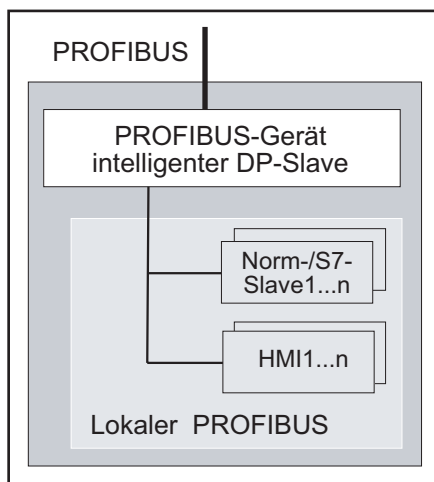 PROFIBUS
PROFIBUS-Gerät
intelligenter DP-Slave
Norm-/S7-
Slave1...n
HMI1...n
Lokaler PROFIBUS